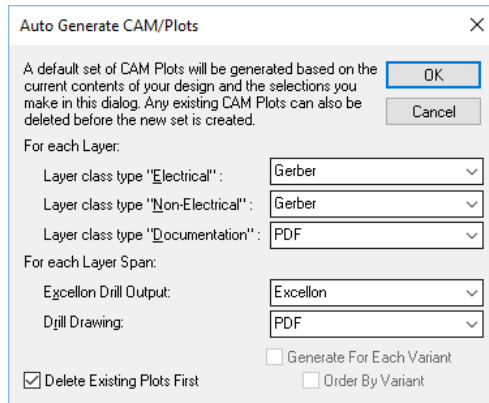 Auto Generate CAM/Plots
A default set of CAM Plots will be generated based on the
current contents of your design and the selections you
make in this dialog. Any existing CAM Plots can also be
deleted before the new set is created.
OK
Cancel
For each Layer:
Layer class type "Electrical" : Gerber
Layer class type "Non-Electrical" : Gerber
Layer class type "Documentation" : PDF
For each Layer Span:
Excellon Drill Output: Excellon
Drill Drawing: PDF
Generate For Each Variant
Delete Existing Plots First
Order By Variant